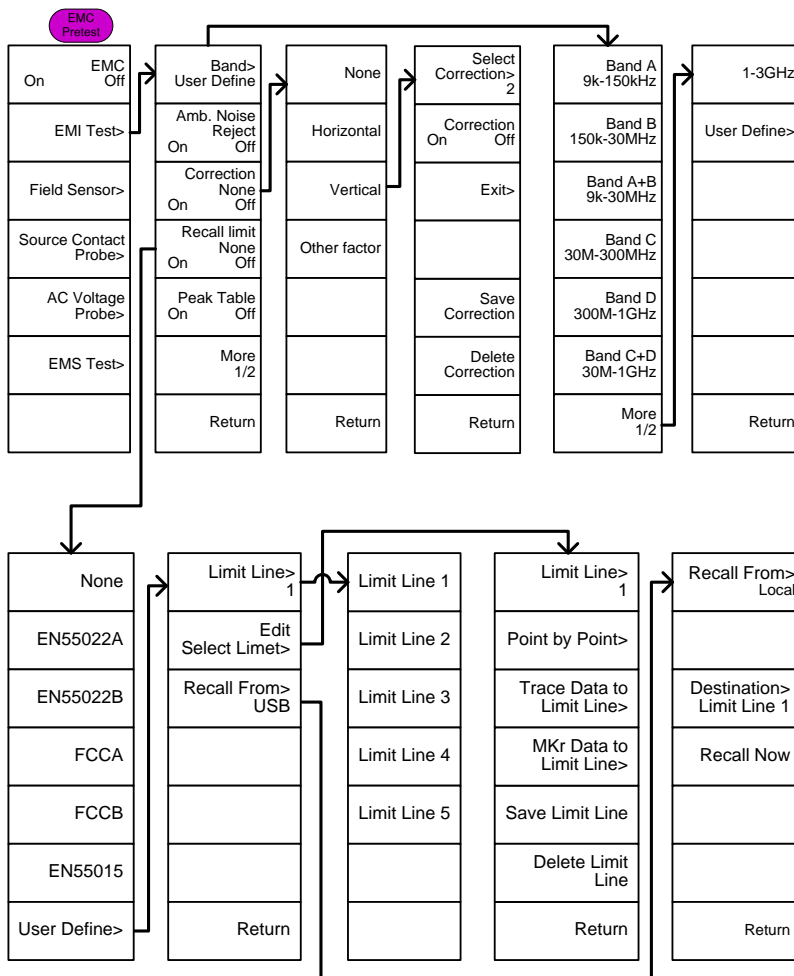 EMC
Pretest
EMC
On Off
EMI Test>
Field Sensor>
Source Contact
Probe>
AC Voltage
Probe>
EMS Test>
Band>
User Define
Amb. Noise
Reject
On Off
Correction
None
On Off
Recall limit
None
On Off
Peak Table
On Off
More
1/2
Return
None
Horizontal
Vertical
Other factor
Return
Select
Correction>
2
Correction
On Off
Exit>
Save
Correction
Delete
Correction
Return
Band A
9k-150kHz
Band B
150k-30MHz
Band A+B
9k-30MHz
Band C
30M-300MHz
Band D
300M-1GHz
Band C+D
30M-1GHz
More
1/2
1-3GHz
User Define>
Return
None
EN55022A
EN55022B
FCCA
FCCB
EN55015
User Define>
Limit Line>
1
Edit
Select Limet>
Recall From>
USB
Return
Limit Line 1
Limit Line 2
Limit Line 3
Limit Line 4
Limit Line 5
Limit Line>
1
Point by Point>
Trace Data to
Limit Line>
MKr Data to
Limit Line>
Save Limit Line
Delete Limit
Line
Return
Recall From>
Local
Destination>
Limit Line 1
Recall Now
Return